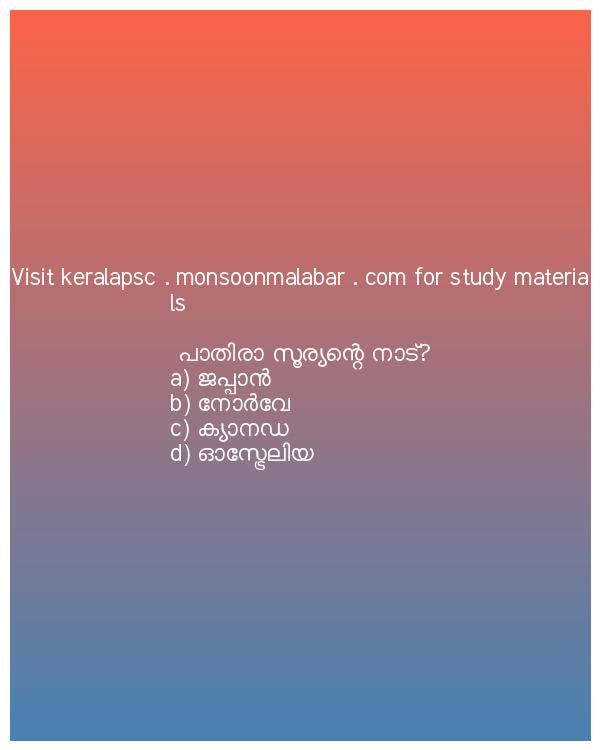 Visit keralapsc . monsoonmalabar . com for study materia
ls
പാതിരാ സൂര്യന്റെ നാട്?
a) ജപ്പാൻ
b) നോർവേ
c) ക്യാനഡ
d) ഓസ്ട്രേലിയ